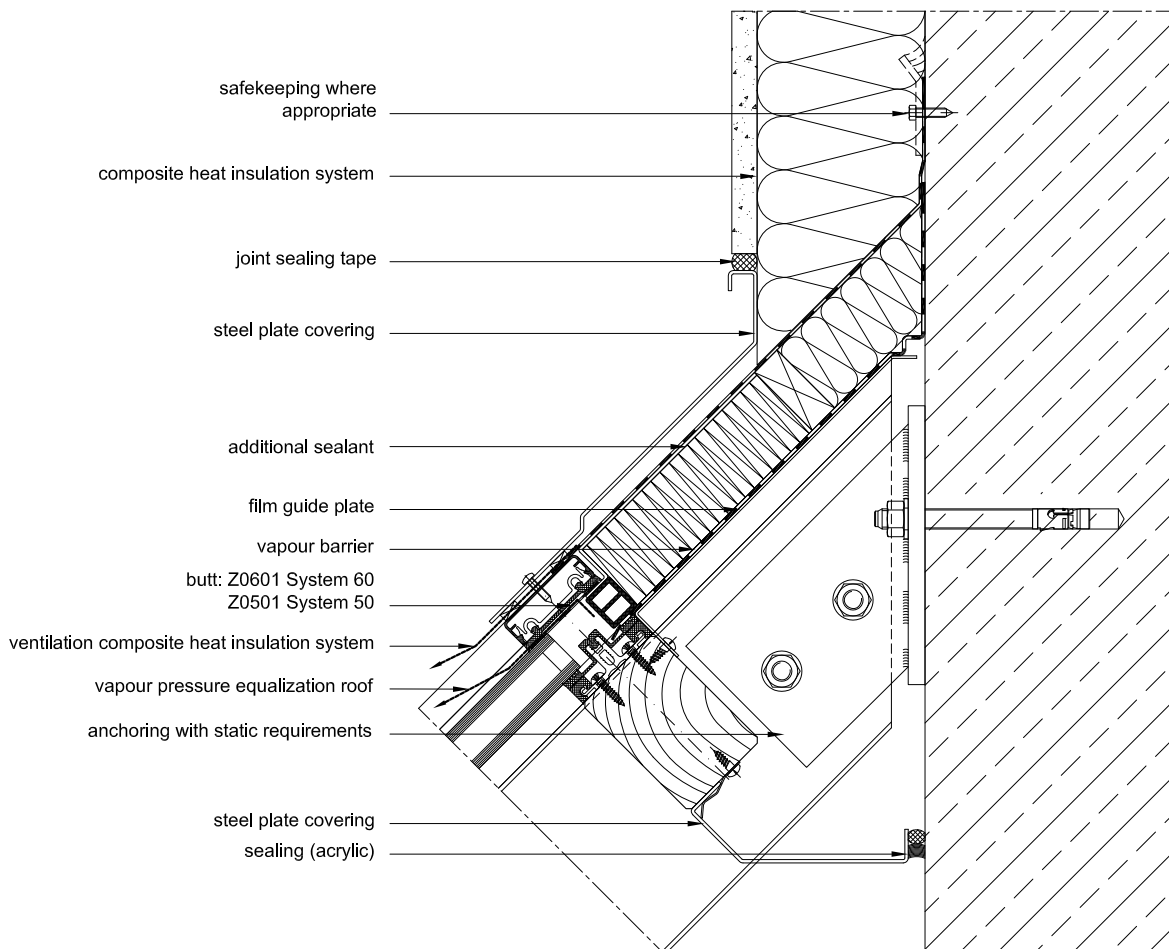 safekeeping where
appropriate
composite heat insulation system
joint sealing tape
steel plate covering
additional sealant
film guide plate
vapour barrier
butt: Z0601 System 60
Z0501 System 50
ventilation composite heat insulation system
vapour pressure equalization roof
anchoring with static requirements
steel plate covering
sealing (acrylic)